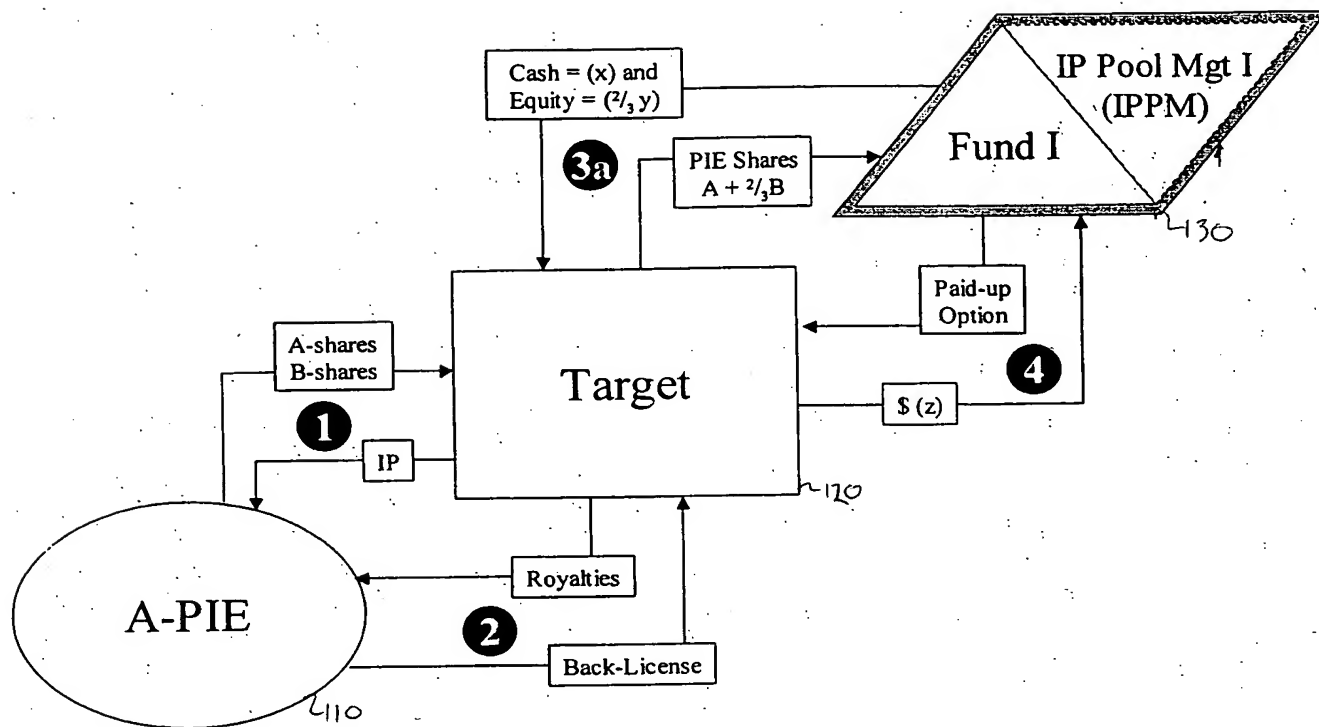 Cash = (x) and
Equity = (²/₃ y)
IP Pool Mgt I
(IPPM)
3a
PIE Shares
A + ²/₃B
Fund I
130
Paid-up
Option
A-shares
B-shares
Target
4
$ (z)
1
IP
120
Royalties
A-PIE
2
Back-License
110